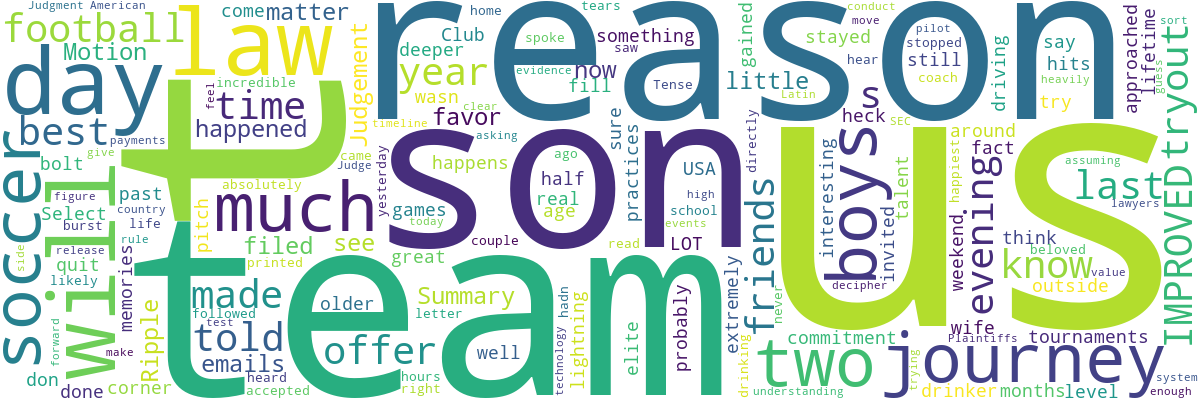 Judgment American
football
Motion
come
matter
law
reason
home
tears
conduct
move
sort
spoke
something
Club
deeper
saw
stayed
gained
say
hits
approached
lifetime
tryout
pilot
stopped
still
coach
hear
heavily
guess
day
year
now
fill
evidence
Tense
little
Latin
SEC
driving
try
incredible
feel
time
Judgement
wasn
clear
favor
timeline
best
happened
payments
t
son
us
s
heck
around
fact
bolt
give
came
Judge
asking
ago
sure
practices
directly
soccer
will
figure
past
country
burst
life
absolutely
yesterday
happens
half
real
age
USA
high
school
events
friends
interesting
boys
invited
talent
happiest
evening
assuming
last
lawyers
IMPROVED
Select
much
games
today
side
release
rule
quit
likely
memories
pitch
filed
printed
see
great
couple
read
LOT
decipher
weekend
think
beloved
know
value
outside
team
made
older
Summary
letter
hadn
technology
lightning
elite
probably
extremely
never
followed
test
told
offer
well
emails
Ripple
forward
don
make
done
corner
heard
accepted
hours
right
commitment
two
drinking
understanding
wife
Plaintiffs
tournaments
journey
trying
drinker
months
level
system
enough